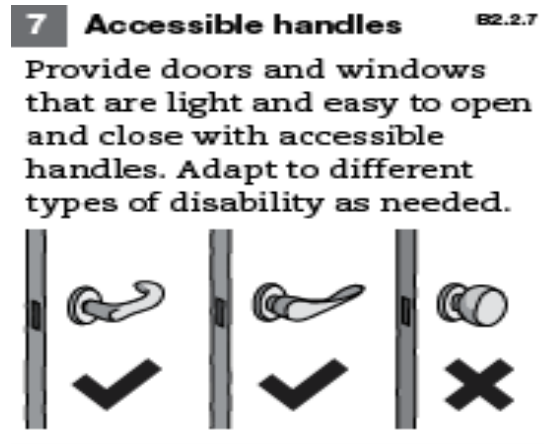 7 Accessible handles B2.2.7
Provide doors and windows
that are light and easy to open
and close with accessible
handles. Adapt to different
types of disability as needed.